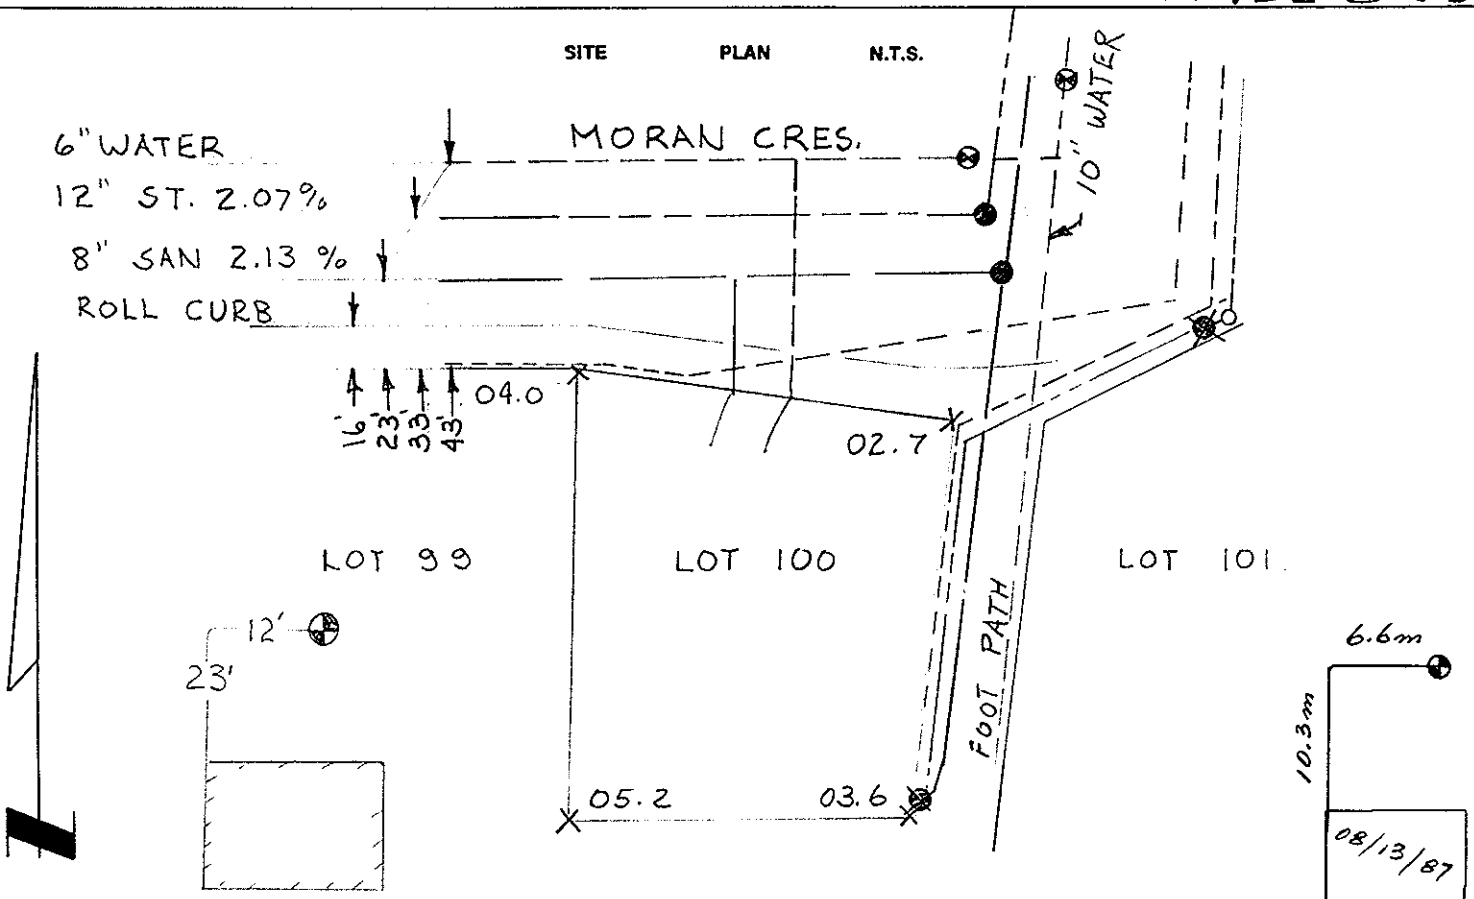 SITE PLAN N.T.S.
6" WATER
MORAN CRES.
10" WATER
12" ST. 2.07%
8" SAN 2.13 %
ROLL CURB
04.0
16'
23'
33'
43'
02.7
LOT 99
LOT 100
LOT 101
FOOT PATH
12'
23'
6.6m
10.3m
05.2
03.6
08/13/87